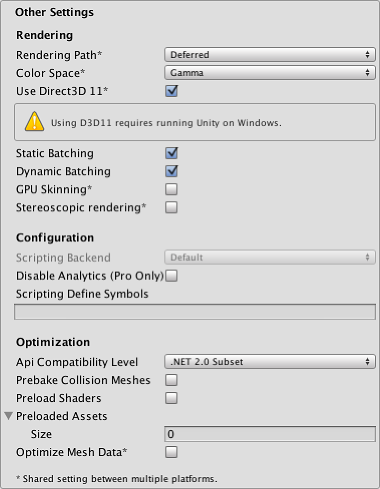 Other Settings
Rendering
Rendering Path* Deferred
Color Space* Gamma
Use Direct3D 11*
Using D3D11 requires running Unity on Windows.
Static Batching
Dynamic Batching
GPU Skinning*
Stereoscopic rendering*
Configuration
Scripting Backend Default
Disable Analytics (Pro Only)
Scripting Define Symbols
Optimization
Api Compatibility Level .NET 2.0 Subset
Prebake Collision Meshes
Preload Shaders
Preloaded Assets
Size 0
Optimize Mesh Data*
* Shared setting between multiple platforms.